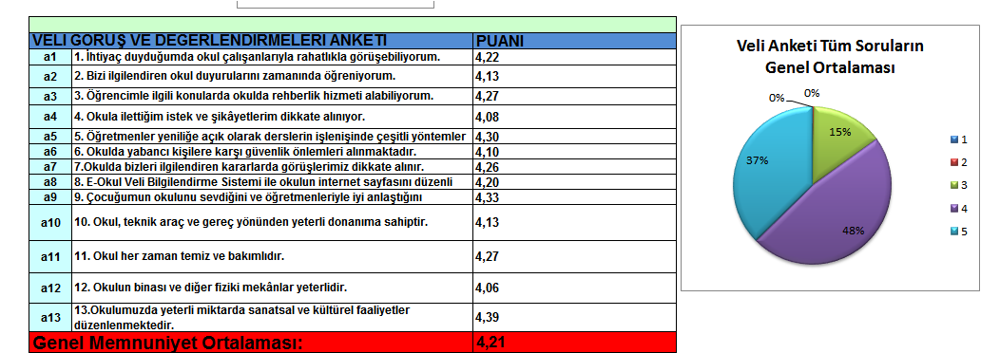 VELİ GÖRÜŞ VE DEĞERLENDİRMELERİ ANKETİ PUANI
a1 1. İhtiyaç duyduğumda okul çalışanlarıyla rahatlıkla görüşebiliyorum. 4,22
a2 2. Bizi ilgilendiren okul duyurularını zamanında öğreniyorum. 4,13
a3 3. Öğrencimle ilgili konularda okulda rehberlik hizmeti alabiliyorum. 4,27
a4 4. Okula ilettiğim istek ve şikâyetlerim dikkate alınıyor. 4,08
a5 5. Öğretmenler yeniliğe açık olarak derslerin işlenişinde çeşitli yöntemler 4,30
a6 6. Okulda yabancı kişilere karşı güvenlik önlemleri alınmaktadır. 4,10
a7 7.Okulda bizleri ilgilendiren kararlarda görüşlerimiz dikkate alınır. 4,26
a8 8. E-Okul Veli Bilgilendirme Sistemi ile okulun internet sayfasını düzenli 4,20
a9 9. Çocuğumun okulunu sevdiğini ve öğretmenleriyle iyi anlaştığını 4,33
a10 10. Okul, teknik araç ve gereç yönünden yeterli donanıma sahiptir. 4,13
a11 11. Okul her zaman temiz ve bakımlıdır. 4,27
a12 12. Okulun binası ve diğer fiziki mekânlar yeterlidir. 4,06
a13 13.Okulumuzda yeterli miktarda sanatsal ve kültürel faaliyetler
düzenlenmektedir. 4,39
Genel Memnuniyet Ortalaması: 4,21
Veli Anketi Tüm Soruların
Genel Ortalaması
0% 0%
15%
37%
48%
1
2
3
4
5